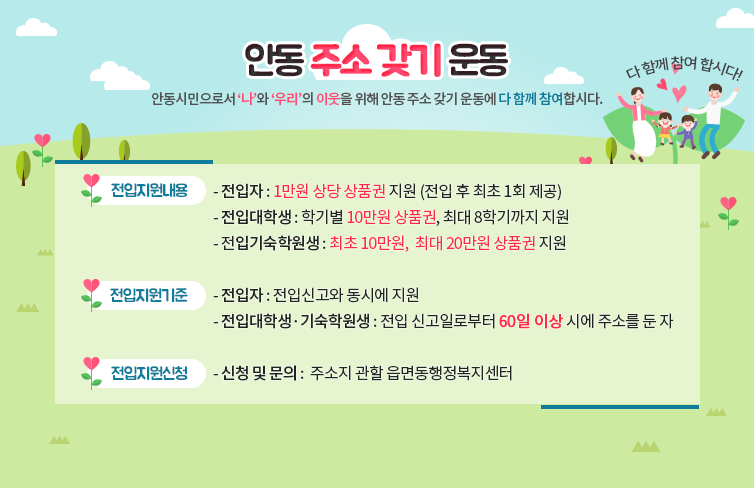 안동 주소 갖기 운동
다 함께 참여 합시다!
안동시민으로서 ‘나’와 ‘우리’의 이웃을 위해 안동 주소 갖기 운동에 다 함께 참여합시다.
전입지원내용
- 전입자 : 1만원 상당 상품권 지원 (전입 후 최초 1회 제공)
- 전입대학생 : 학기별 10만원 상품권, 최대 8학기까지 지원
- 전입기숙학원생 : 최초 10만원, 최대 20만원 상품권 지원
전입지원기준
- 전입자 : 전입신고와 동시에 지원
- 전입대학생·기숙학원생 : 전입 신고일로부터 60일 이상 시에 주소를 둔 자
전입지원신청
- 신청 및 문의 : 주소지 관할 읍면동행정복지센터